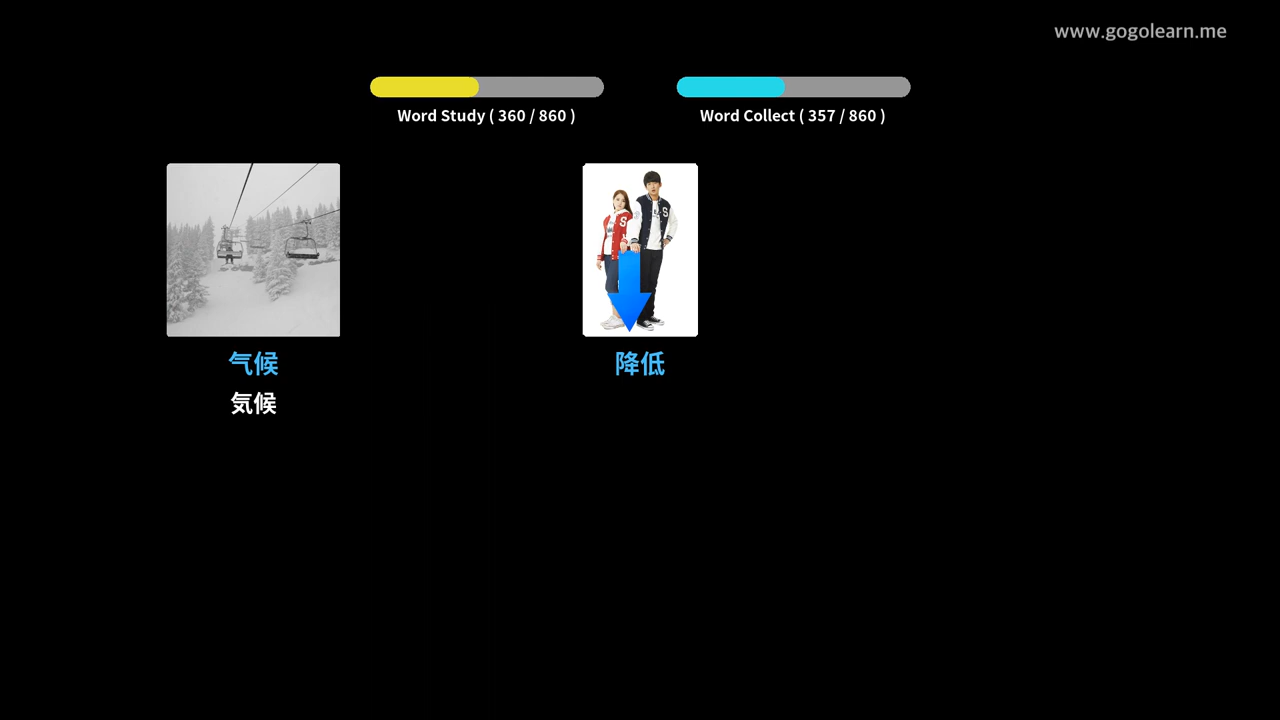 www.gogolearn.me
Word Study ( 360 / 860 )
Word Collect ( 357 / 860 )
气候
気候
降低
S
S